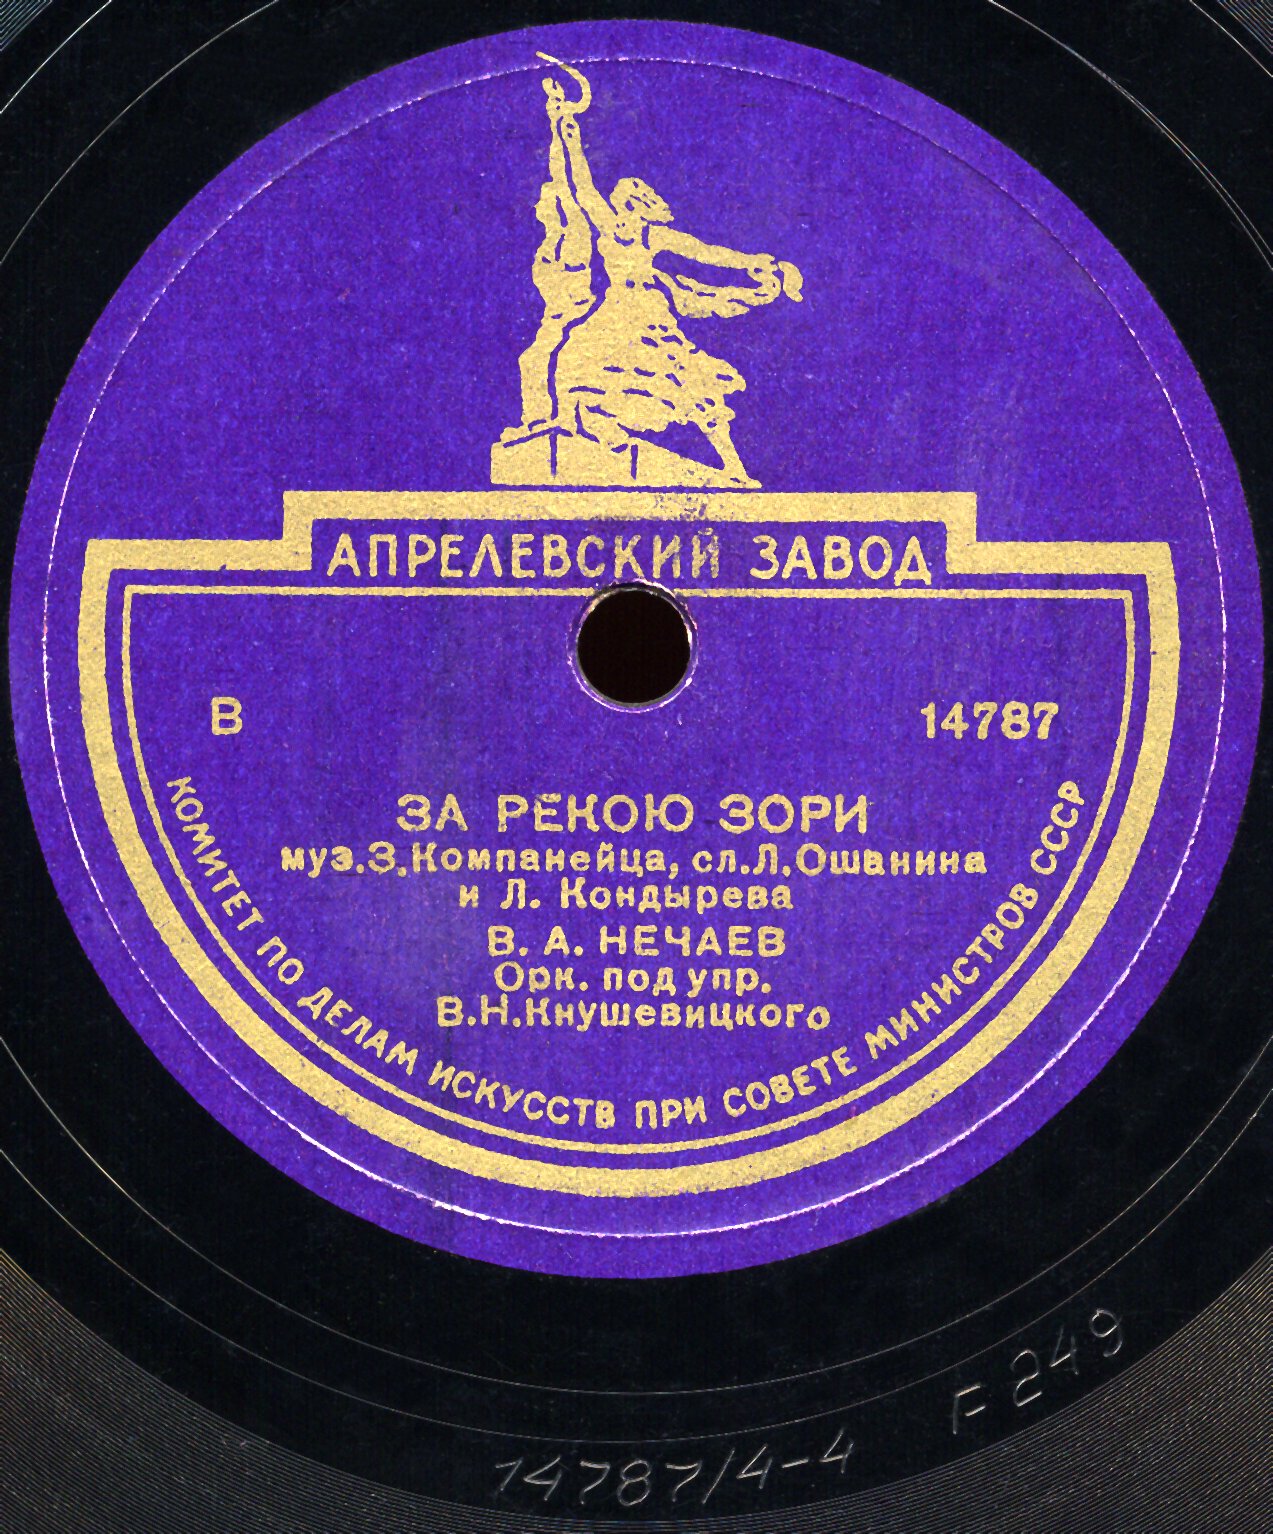 АПРЕЛЕВСКИЙ ЗАВОД
В 14787
ЗА РЕКОЮ ЗОРИ
муз.З.Компанейца, сл.Л.Ошанина
и Л. Кондырева
В. А. НЕЧАЕВ
Орк. под упр.
В.Н.Кнушевицкого
КОМИТЕТ ПО ДЕЛАМ ИСКУССТВ ПРИ СОВЕТЕ МИНИСТРОВ СССР
14787/4-4 F 249